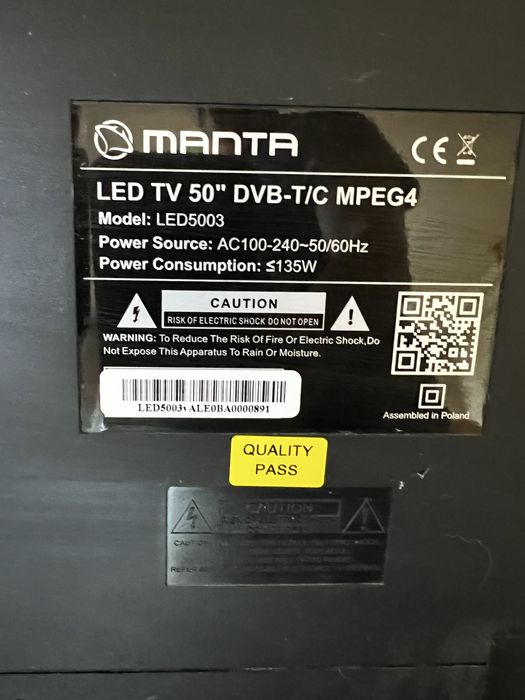 MANTA
CE
LED TV 50" DVB-T/C MPEG4
Model: LED5003
Power Source: AC100-240~50/60Hz
Power Consumption: ≤135W
CAUTION
RISK OF ELECTRIC SHOCK DO NOT OPEN
WARNING: To Reduce The Risk Of Fire Or Electric Shock,Do
Not Expose This Apparatus To Rain Or Moisture.
LED5003vALE0BA0000891
Assembled in Poland
QUALITY
PASS
CAUTION